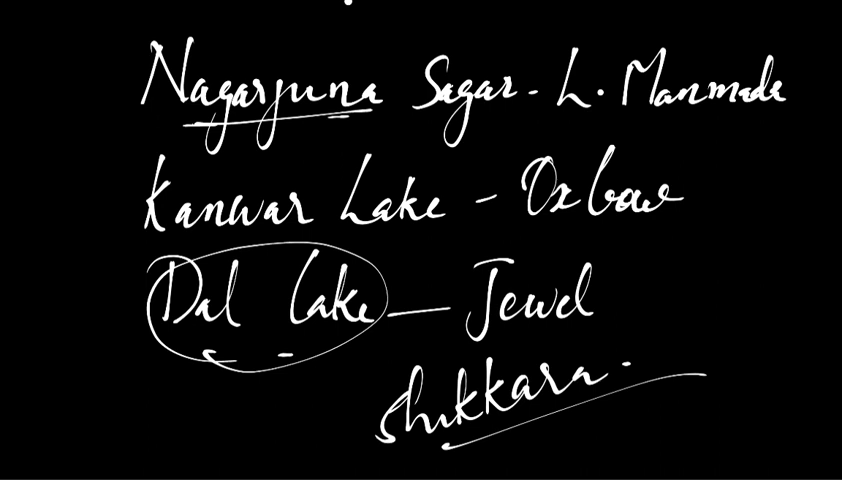 Nagarjuna Sagar - L. Manmade
Kanwar Lake - Oxbow
Dal Lake - Jewel
Shikkara.